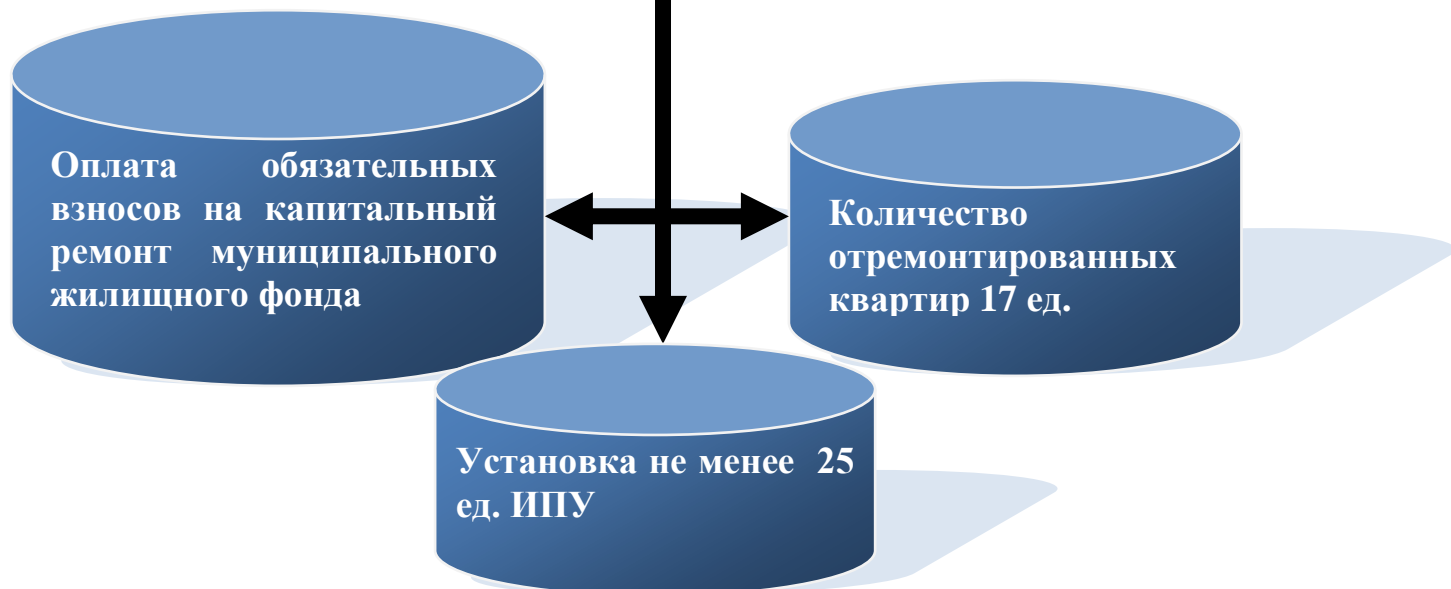 Оплата обязательных
взносов на капитальный
ремонт муниципального
жилищного фонда
Количество
отремонтированных
квартир 17 ед.
Установка не менее 25
ед. ИПУ